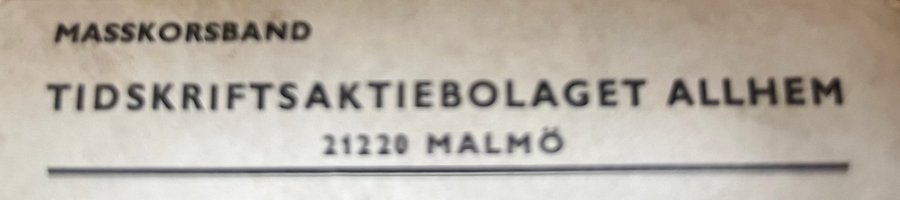 MASSKORSBAND
TIDSKRIFTSAKTIEBOLAGET ALLHEM
21220 MALMÖ